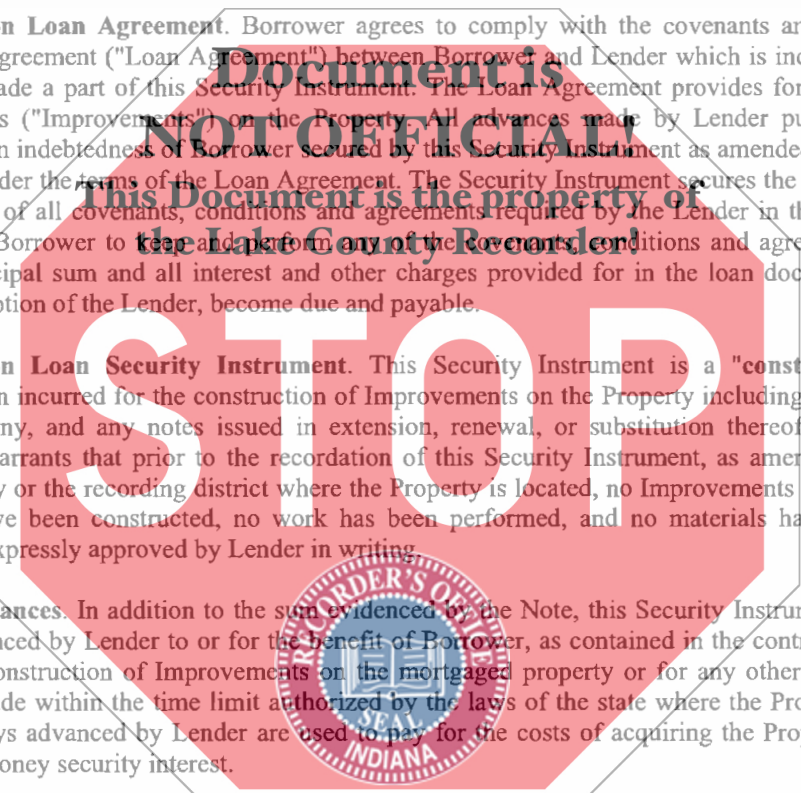 n Loan Agreement. Borrower agrees to comply with the covenants an
greement ("Loan Agreement") between Borrower and Lender which is inc
Document is
ade a part of this Security Instrument. The Loan Agreement provides for
s ("Improvements") on the Property. All advances made by Lender pu
NOT OFFICIAL!
n indebtedness of Borrower secured by this Security Instrument as amende
der the terms of the Loan Agreement. The Security Instrument secures the
This Document is the property of
of all covenants, conditions and agreements required by the Lender in th
Borrower to keep and perform any of the covenants, conditions and agre
the Lake County Recorder!
cipal sum and all interest and other charges provided for in the loan doc
ption of the Lender, become due and payable.
STOP
n Loan Security Instrument. This Security Instrument is a "const
n incurred for the construction of Improvements on the Property including
ny, and any notes issued in extension, renewal, or substitution thereof
arrants that prior to the recordation of this Security Instrument, as amen
y or the recording district where the Property is located, no Improvements
ve been constructed, no work has been performed, and no materials ha
xpressly approved by Lender in writing.
ances. In addition to the sum evidenced by the Note, this Security Instrum
nced by Lender to or for the benefit of Borrower, as contained in the contr
onstruction of Improvements on the mortgaged property or for any other
de within the time limit authorized by the laws of the state where the Pro
ys advanced by Lender are used to pay for the costs of acquiring the Prop
oney security interest.
RECORDER'S OFFICE
SEAL
INDIANA